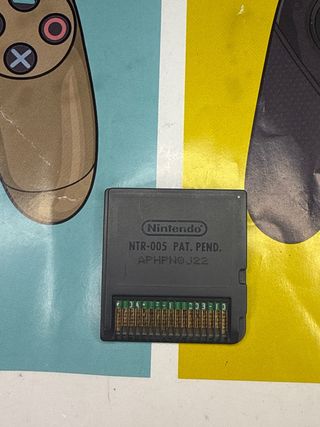 Nintendo
NTR-005 PAT. PEND.
APHPN0J22